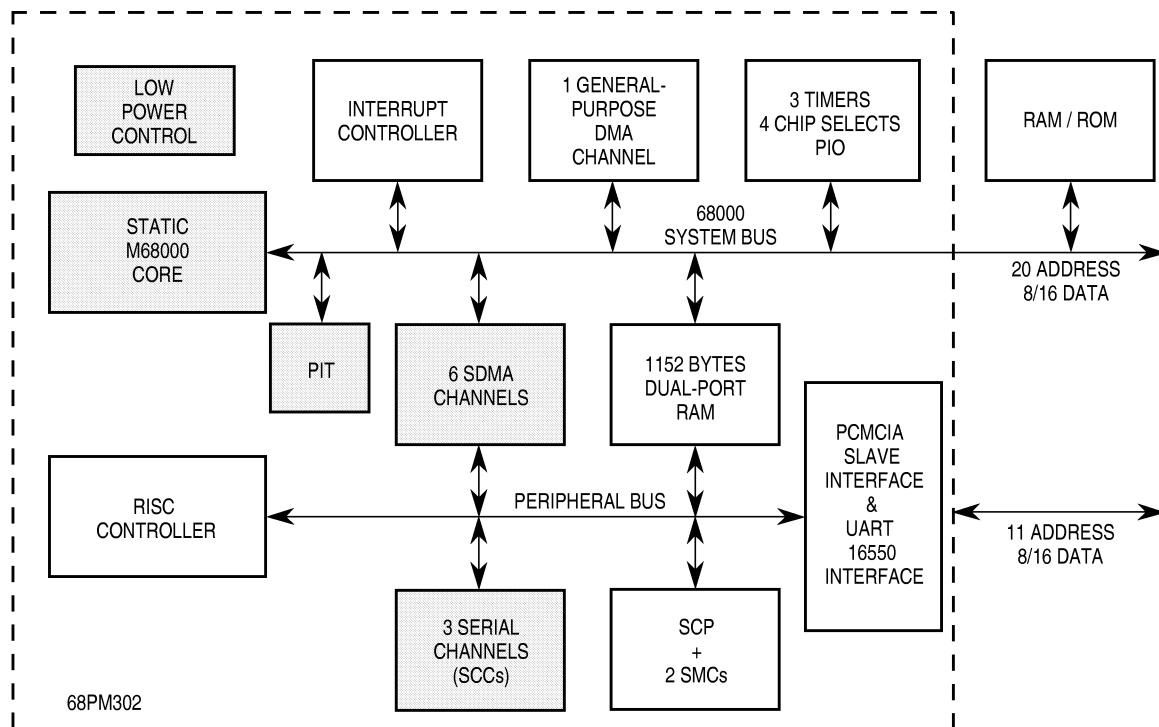 LOW
POWER
CONTROL
INTERRUPT
CONTROLLER
1 GENERAL-
PURPOSE
DMA
CHANNEL
3 TIMERS
4 CHIP SELECTS
PIO
RAM / ROM
STATIC
M68000
CORE
68000
SYSTEM BUS
20 ADDRESS
8/16 DATA
PIT
6 SDMA
CHANNELS
1152 BYTES
DUAL-PORT
RAM
PCMCIA
SLAVE
INTERFACE
&
UART
16550
INTERFACE
RISC
CONTROLLER
PERIPHERAL BUS
11 ADDRESS
8/16 DATA
3 SERIAL
CHANNELS
(SCCs)
SCP
+
2 SMCs
68PM302